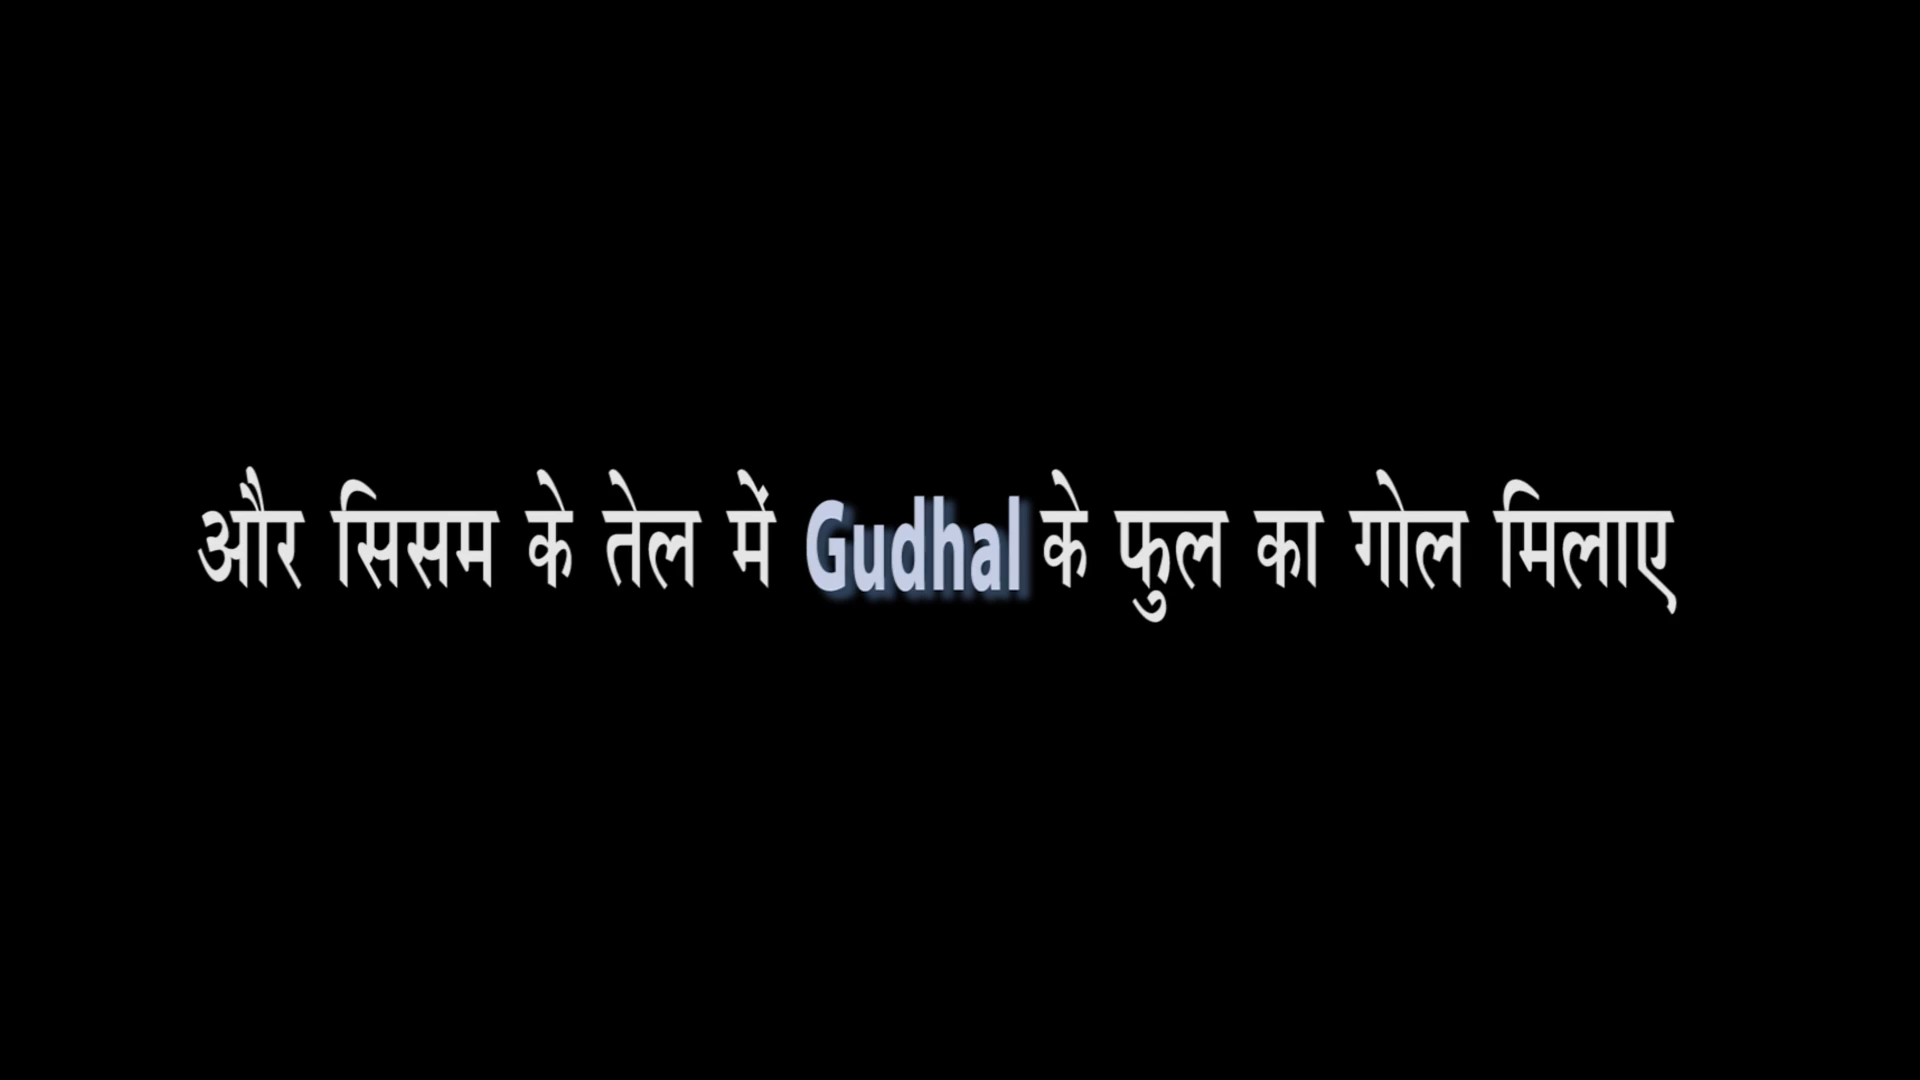 और सिसम के तेल में Gudhal के फुल का गोल मिलाए